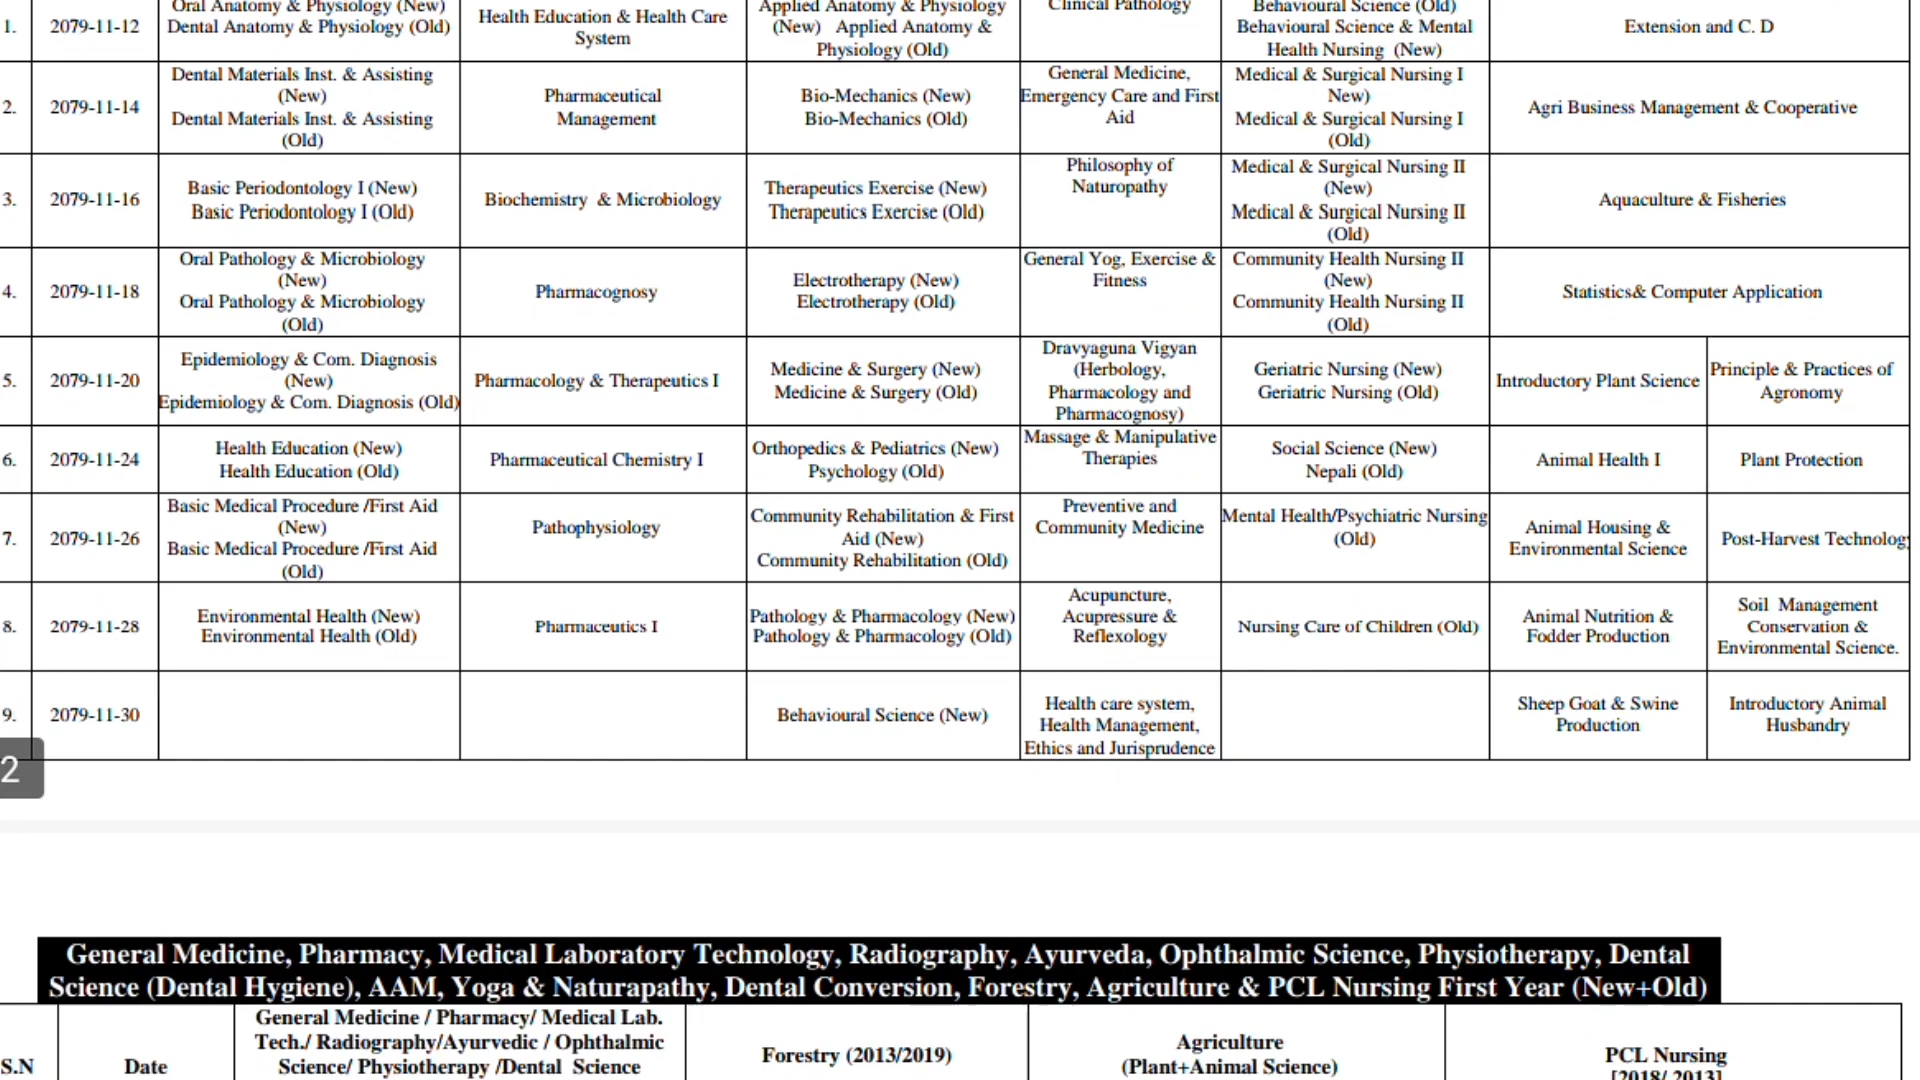 1.
2079-11-12
Oral Anatomy & Physiology (New)
Dental Anatomy & Physiology (Old)
Health Education & Health Care
System
Applied Anatomy & Physiology
(New) Applied Anatomy &
Physiology (Old)
Clinical Pathology
Behavioural Science (Old)
Behavioural Science & Mental
Health Nursing (New)
Extension and C. D
2.
2079-11-14
Dental Materials Inst. & Assisting
(New)
Dental Materials Inst. & Assisting
(Old)
Pharmaceutical
Management
Bio-Mechanics (New)
Bio-Mechanics (Old)
General Medicine,
Emergency Care and First
Aid
Medical & Surgical Nursing I
New)
Medical & Surgical Nursing I
(Old)
Agri Business Management & Cooperative
3.
2079-11-16
Basic Periodontology I (New)
Basic Periodontology I (Old)
Biochemistry & Microbiology
Therapeutics Exercise (New)
Therapeutics Exercise (Old)
Philosophy of
Naturopathy
Medical & Surgical Nursing II
(New)
Medical & Surgical Nursing II
(Old)
Aquaculture & Fisheries
4.
2079-11-18
Oral Pathology & Microbiology
(New)
Oral Pathology & Microbiology
(Old)
Pharmacognosy
Electrotherapy (New)
Electrotherapy (Old)
General Yog, Exercise &
Fitness
Community Health Nursing II
(New)
Community Health Nursing II
(Old)
Statistics& Computer Application
5.
2079-11-20
Epidemiology & Com. Diagnosis
(New)
Epidemiology & Com. Diagnosis (Old)
Pharmacology & Therapeutics I
Medicine & Surgery (New)
Medicine & Surgery (Old)
Dravyaguna Vigyan
(Herbology,
Pharmacology and
Pharmacognosy)
Geriatric Nursing (New)
Geriatric Nursing (Old)
Introductory Plant Science
Principle & Practices of
Agronomy
6.
2079-11-24
Health Education (New)
Health Education (Old)
Pharmaceutical Chemistry I
Orthopedics & Pediatrics (New)
Psychology (Old)
Massage & Manipulative
Therapies
Social Science (New)
Nepali (Old)
Animal Health I
Plant Protection
7.
2079-11-26
Basic Medical Procedure /First Aid
(New)
Basic Medical Procedure /First Aid
(Old)
Pathophysiology
Community Rehabilitation & First
Aid (New)
Community Rehabilitation (Old)
Preventive and
Community Medicine
Mental Health/Psychiatric Nursing
(Old)
Animal Housing &
Environmental Science
Post-Harvest Technology
8.
2079-11-28
Environmental Health (New)
Environmental Health (Old)
Pharmaceutics I
Pathology & Pharmacology (New)
Pathology & Pharmacology (Old)
Acupuncture,
Acupressure &
Reflexology
Nursing Care of Children (Old)
Animal Nutrition &
Fodder Production
Soil Management
Conservation &
Environmental Science.
9.
2079-11-30
Behavioural Science (New)
Health care system,
Health Management,
Ethics and Jurisprudence
Sheep Goat & Swine
Production
Introductory Animal
Husbandry
2
General Medicine, Pharmacy, Medical Laboratory Technology, Radiography, Ayurveda, Ophthalmic Science, Physiotherapy, Dental
Science (Dental Hygiene), AAM, Yoga & Naturapathy, Dental Conversion, Forestry, Agriculture & PCL Nursing First Year (New+Old)
S.N
Date
General Medicine / Pharmacy/ Medical Lab.
Tech./ Radiography/Ayurvedic / Ophthalmic
Science/ Physiotherapy /Dental Science
Forestry (2013/2019)
Agriculture
(Plant+Animal Science)
PCL Nursing
[2018/ 2013]